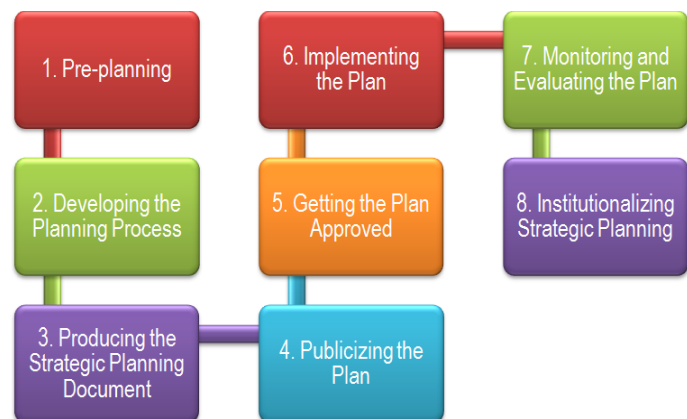 1. Pre-planning
2. Developing the
Planning Process
3. Producing the
Strategic Planning
Document
4. Publicizing the
Plan
5. Getting the Plan
Approved
6. Implementing
the Plan
7. Monitoring and
Evaluating the Plan
8. Institutionalizing
Strategic Planning